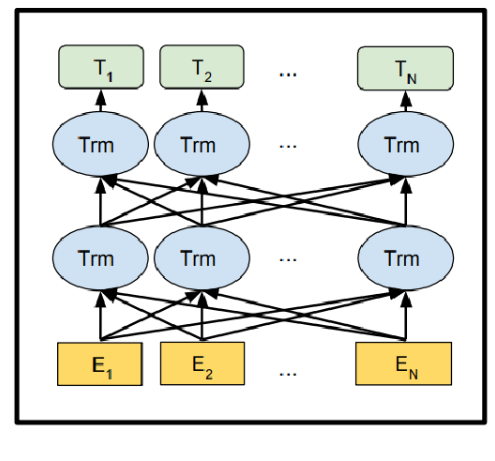 T1 T2 ... TN
Trm Trm ... Trm
Trm Trm ... Trm
E1 E2 ... EN